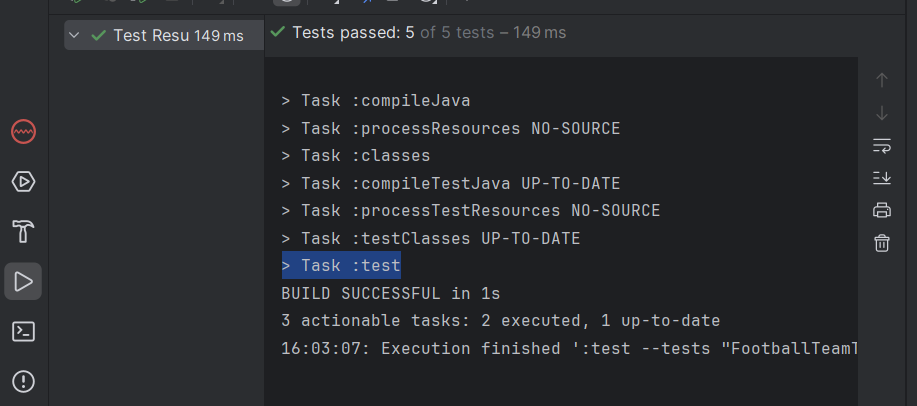 Test Resu 149 ms
Tests passed: 5 of 5 tests – 149 ms
> Task :compileJava
> Task :processResources NO-SOURCE
> Task :classes
> Task :compileTestJava UP-TO-DATE
> Task :processTestResources NO-SOURCE
> Task :testClasses UP-TO-DATE
> Task :test
BUILD SUCCESSFUL in 1s
3 actionable tasks: 2 executed, 1 up-to-date
16:03:07: Execution finished ':test --tests "FootballTeamT